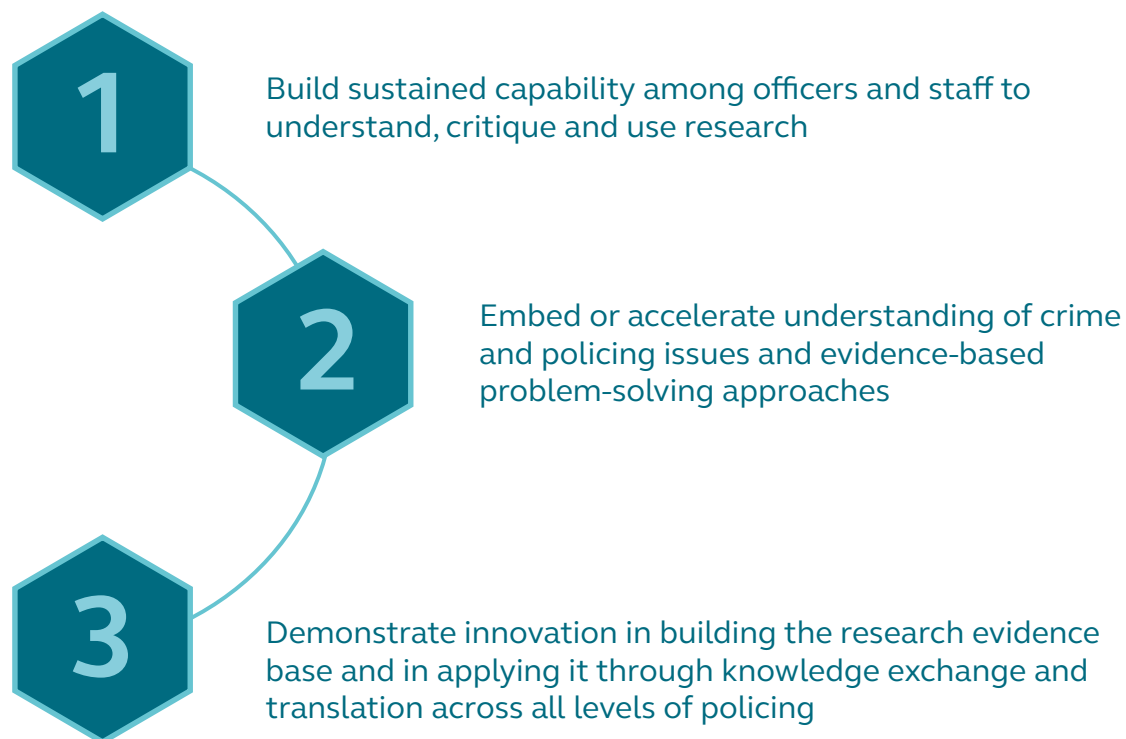 1
Build sustained capability among officers and staff to
understand, critique and use research
2
Embed or accelerate understanding of crime
and policing issues and evidence-based
problem-solving approaches
3
Demonstrate innovation in building the research evidence
base and in applying it through knowledge exchange and
translation across all levels of policing